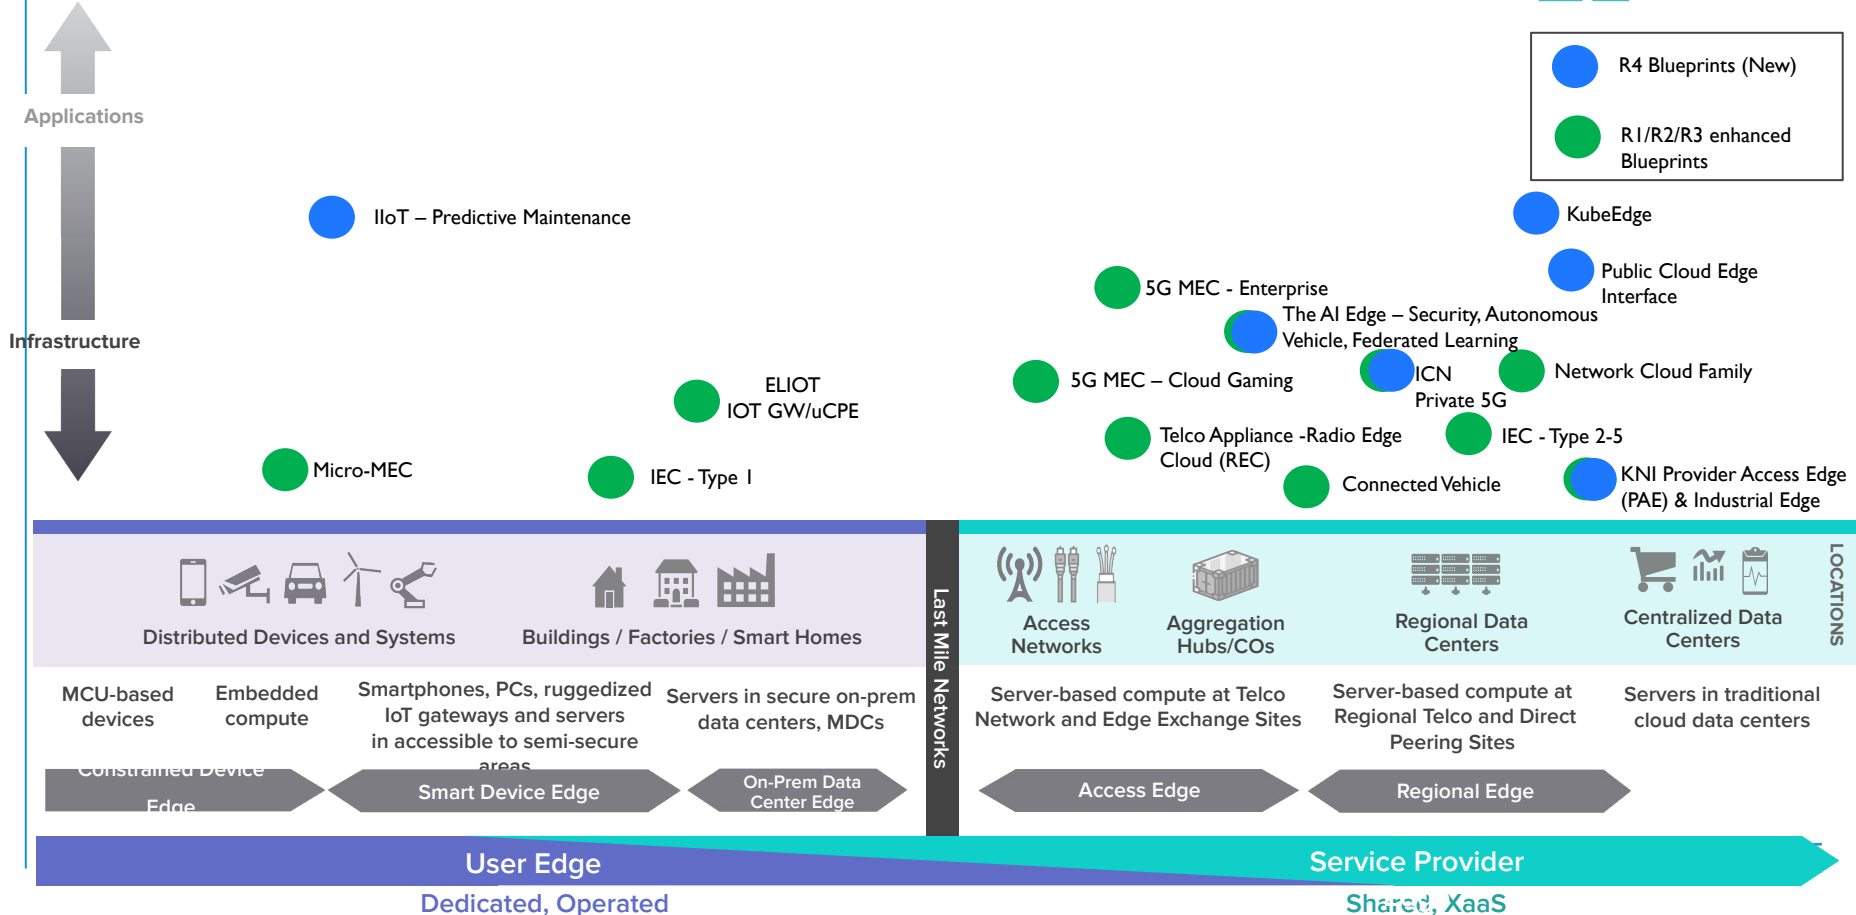 R4 Blueprints (New)
R1/R2/R3 enhanced
Blueprints
Applications
Infrastructure
IIoT – Predictive Maintenance
KubeEdge
Public Cloud Edge
Interface
5G MEC - Enterprise
The AI Edge – Security, Autonomous
Vehicle, Federated Learning
5G MEC – Cloud Gaming
ICN
Private 5G
Network Cloud Family
ELIOT
IOT GW/uCPE
Telco Appliance -Radio Edge
Cloud (REC)
IEC - Type 2-5
Micro-MEC
IEC - Type 1
Connected Vehicle
KNI Provider Access Edge
(PAE) & Industrial Edge
Distributed Devices and Systems
Buildings / Factories / Smart Homes
Last Mile Networks
Access
Networks
Aggregation
Hubs/COs
Regional Data
Centers
Centralized Data
Centers
LOCATIONS
MCU-based
devices
Embedded
compute
Smartphones, PCs, ruggedized
IoT gateways and servers
in accessible to semi-secure
areas
Servers in secure on-prem
data centers, MDCs
Server-based compute at Telco
Network and Edge Exchange Sites
Server-based compute at
Regional Telco and Direct
Peering Sites
Servers in traditional
cloud data centers
Constrained Device
Edge
Smart Device Edge
On-Prem Data
Center Edge
Access Edge
Regional Edge
User Edge
Service Provider
Dedicated, Operated
Shared, XaaS